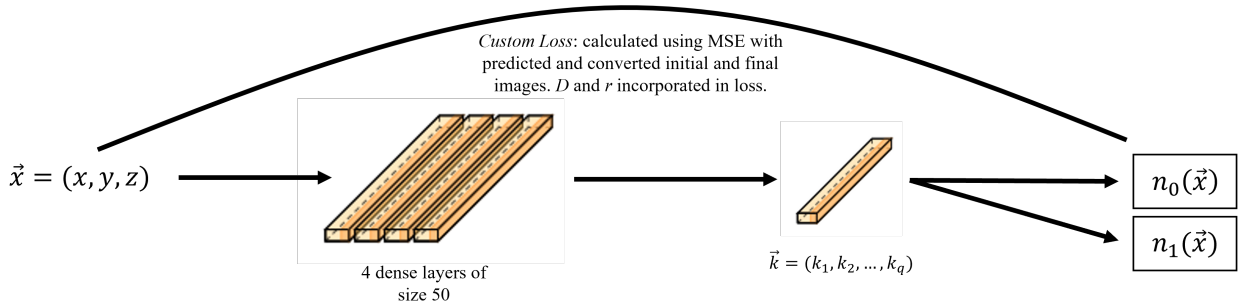 Custom Loss: calculated using MSE with
predicted and converted initial and final
images. D and r incorporated in loss.
x⃗ = (x, y, z)
4 dense layers of
size 50
k⃗ = (k₁, k₂, ..., k_q)
n₀(x⃗)
n₁(x⃗)